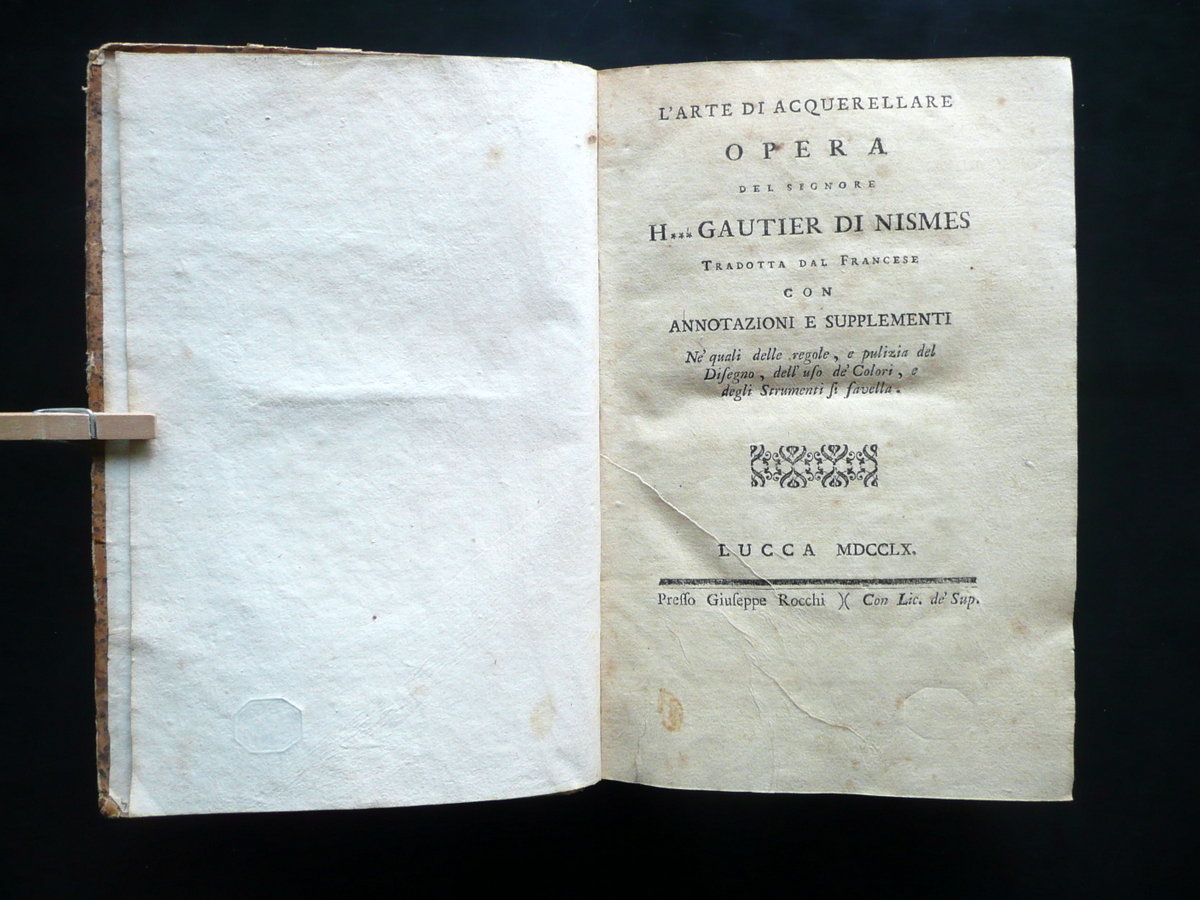 L'ARTE DI ACQUERELLARE
OPERA
DEL SIGNORE
H*** GAUTIER DI NISMES
TRADOTTA DAL FRANCESE
CON
ANNOTAZIONI E SUPPLEMENTI
Ne' quali delle regole, e pulizia del
Diſegno, dell' uſo de' Colori, e
degli Strumenti ſi favella.
LUCCA MDCCLX.
Preſſo Giuſeppe Rocchi )( Con Lic. de' Sup.